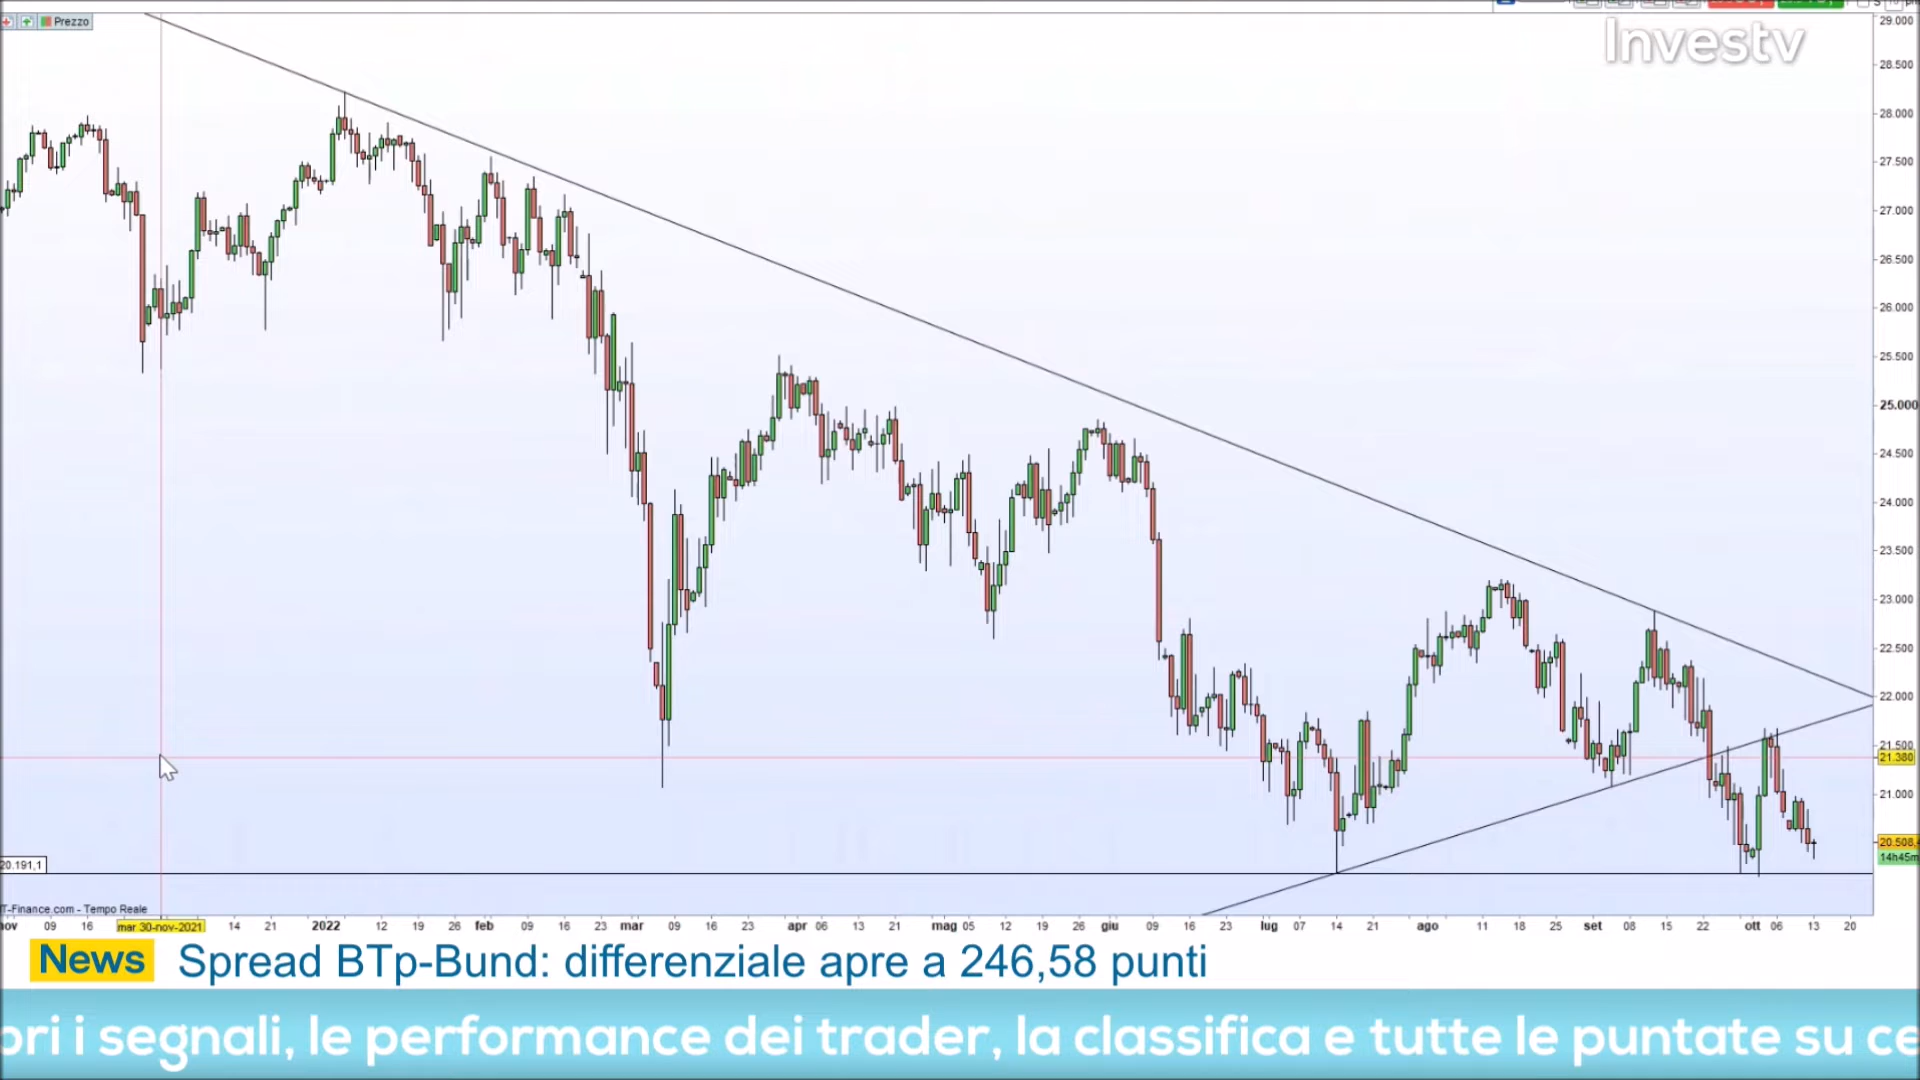 Prezzo
Investv
29.000
28.500
28.000
27.500
27.000
26.500
26.000
25.500
25.000
24.500
24.000
23.500
23.000
22.500
22.000
21.500
21.380
21.000
20.508,
14h45m
20.191,1
IT-Finance.com - Tempo Reale
nov 09 16 mar 30-nov-2021 14 21 2022 12 19 26 feb 09 16 23 mar 09 16 23 apr 06 13 21 mag 05 12 19 26 giu 09 16 23 lug 07 14 21 ago 11 18 25 set 08 15 22 ott 06 13 20
News Spread BTp-Bund: differenziale apre a 246,58 punti
pri i segnali, le performance dei trader, la classifica e tutte le puntate su ce